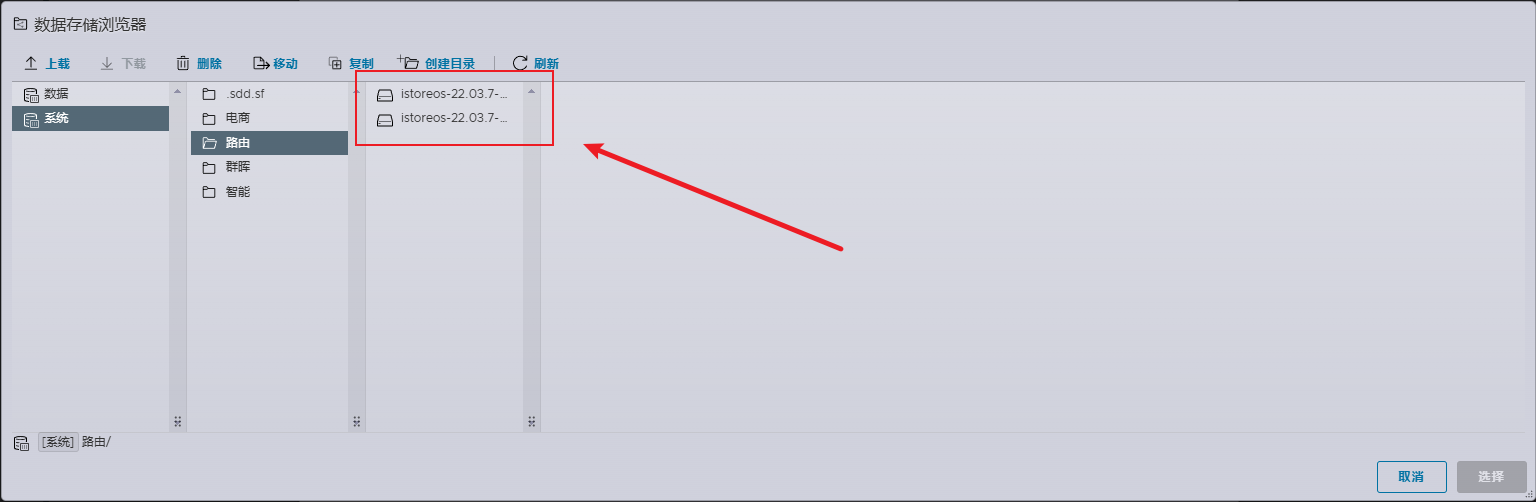 数据存储浏览器
上载 下载 删除 移动 复制 创建目录 刷新
数据 .sdd.sf istoreos-22.03.7-...
系统 电商 istoreos-22.03.7-...
路由
群晖
智能
[系统] 路由/
取消 选择